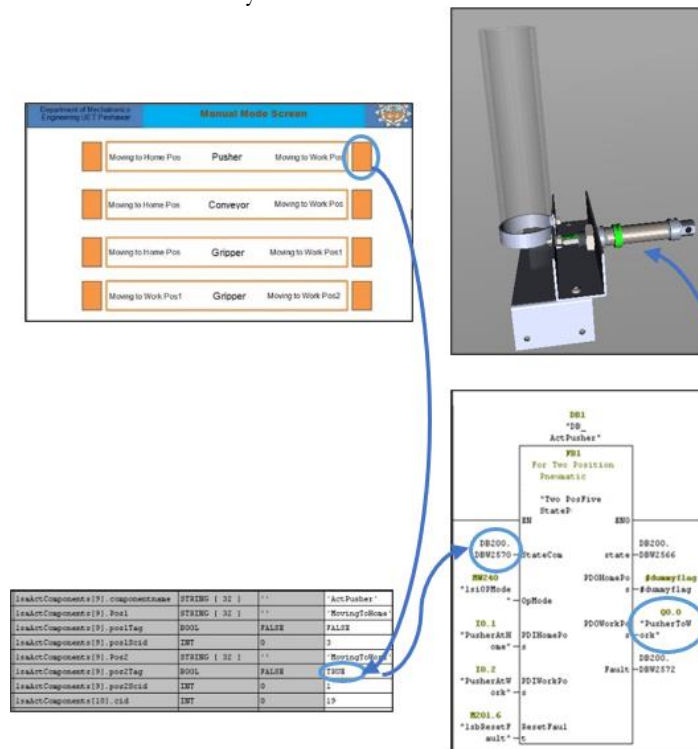 Department of Mechatronics
Engineering UET Peshawar
Manual Mode Screen
Moving to Home Pos Pusher Moving to Work Pos
Moving to Home Pos Conveyor Moving to Work Pos
Moving to Home Pos Gripper Moving to Work Pos1
Moving to Work Pos1 Gripper Moving to Work Pos2
DB1
"DB_
ActPusher"
FB1
For Two Position
Pneumatic
"Two PosFive
StateP
EN ENO
DB200.
DBW2570 StateCom
DB200.
state DBW2566
MW240
"lsiOPMode
" OpMode
PDOHomePo
s #dummyflag
#dummyflag
I0.1
"PusherAtH
ome" PDIHomePo
s
Q0.0
PDOWorkPo
s "PusherToW
ork"
I0.2
"PusherAtW
ork" PDIWorkPo
s
DB200.
Fault DBW2572
M201.6
"lsbResetF
ault" ResetFaul
t
lsaActComponents[9].componentname STRING [ 32 ] '' 'ActPusher'
lsaActComponents[9].Pos1 STRING [ 32 ] '' 'MovingToHome'
lsaActComponents[9].pos1Tag BOOL FALSE FALSE
lsaActComponents[9].pos1Scid INT 0 3
lsaActComponents[9].Pos2 STRING [ 32 ] '' 'MovingToWork'
lsaActComponents[9].pos2Tag BOOL FALSE TRUE
lsaActComponents[9].pos2Scid INT 0 1
lsaActComponents[10].cid INT 0 19